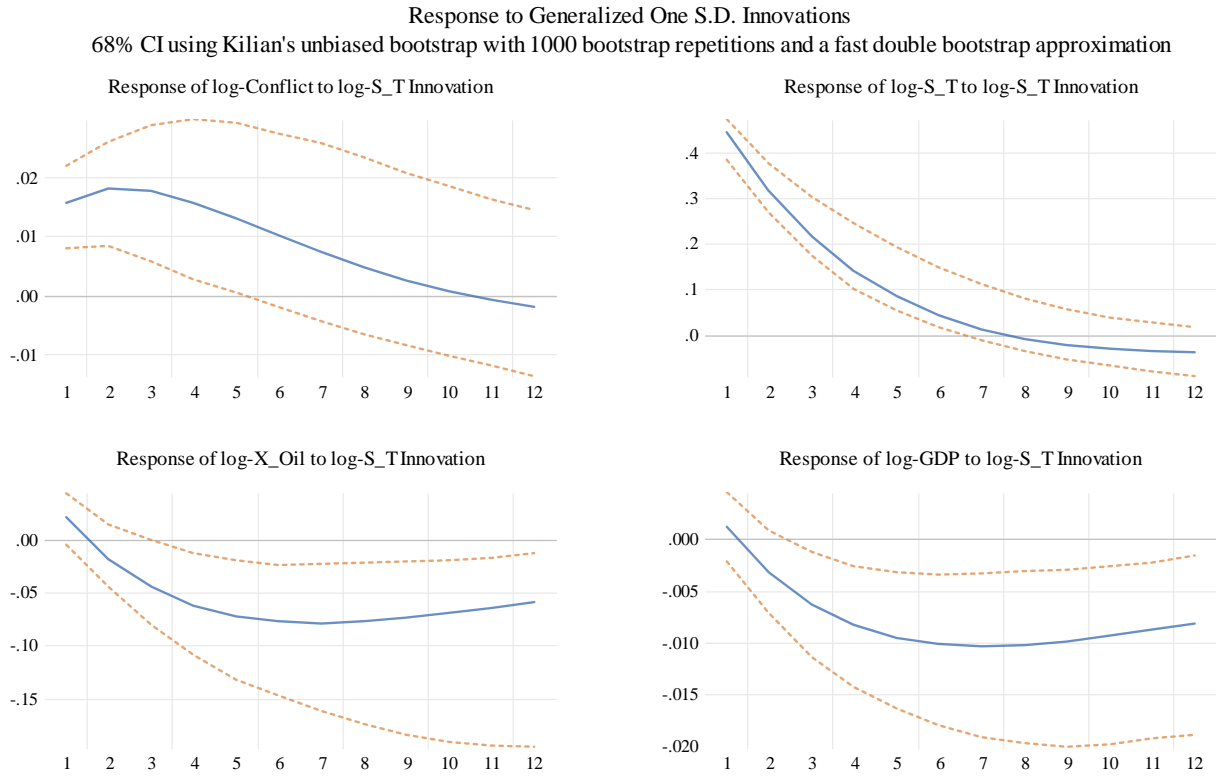 Response to Generalized One S.D. Innovations
68% CI using Kilian's unbiased bootstrap with 1000 bootstrap repetitions and a fast double bootstrap approximation
Response of log-Conflict to log-S_T Innovation
.02
.01
.00
-.01
1 2 3 4 5 6 7 8 9 10 11 12
Response of log-S_T to log-S_T Innovation
.4
.3
.2
.1
.0
1 2 3 4 5 6 7 8 9 10 11 12
Response of log-X_Oil to log-S_T Innovation
.00
-.05
-.10
-.15
1 2 3 4 5 6 7 8 9 10 11 12
Response of log-GDP to log-S_T Innovation
.000
-.005
-.010
-.015
-.020
1 2 3 4 5 6 7 8 9 10 11 12